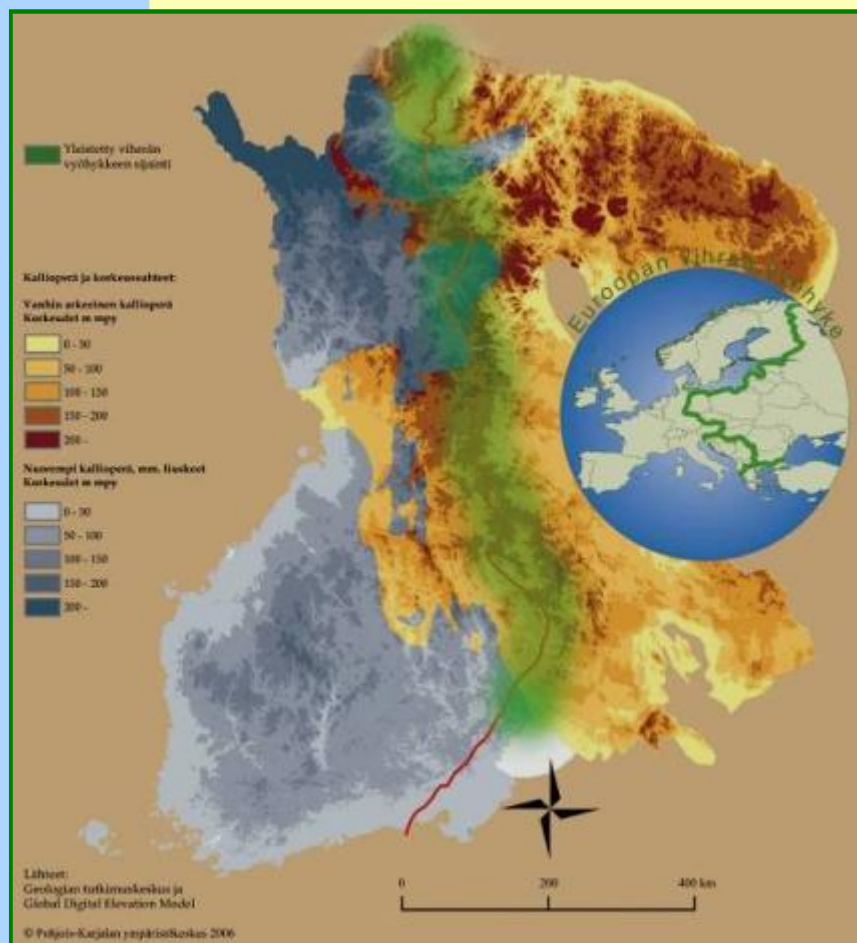 Yleistetty vihreän
vyöhykkeen sijainti
Kallioperä ja korkeussuhteet:
Vanhin arkeeinen kallioperä
Korkeudet m mpy
0 - 50
50 - 100
100 - 150
150 - 200
200 -
Nuorempi kallioperä, mm. liuskeet
Korkeudet m mpy
0 - 50
50 - 100
100 - 150
150 - 200
200 -
Euroopan vihreä vyöhyke
Lähteet:
Geologian tutkimuskeskus ja
Global Digital Elevation Model
© Pohjois-Karjalan ympäristökeskus 2006
0 200 400 km